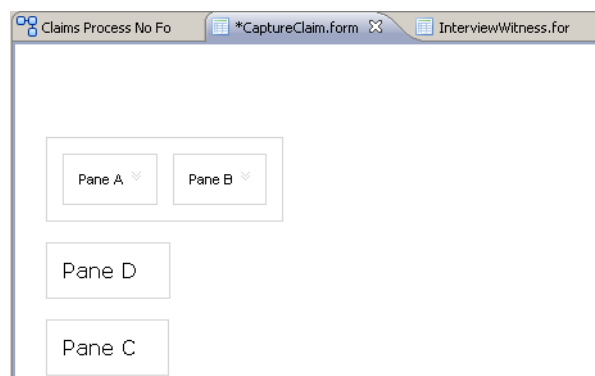 Claims Process No Fo
*CaptureClaim.form
InterviewWitness.for
Pane A
Pane B
Pane D
Pane C